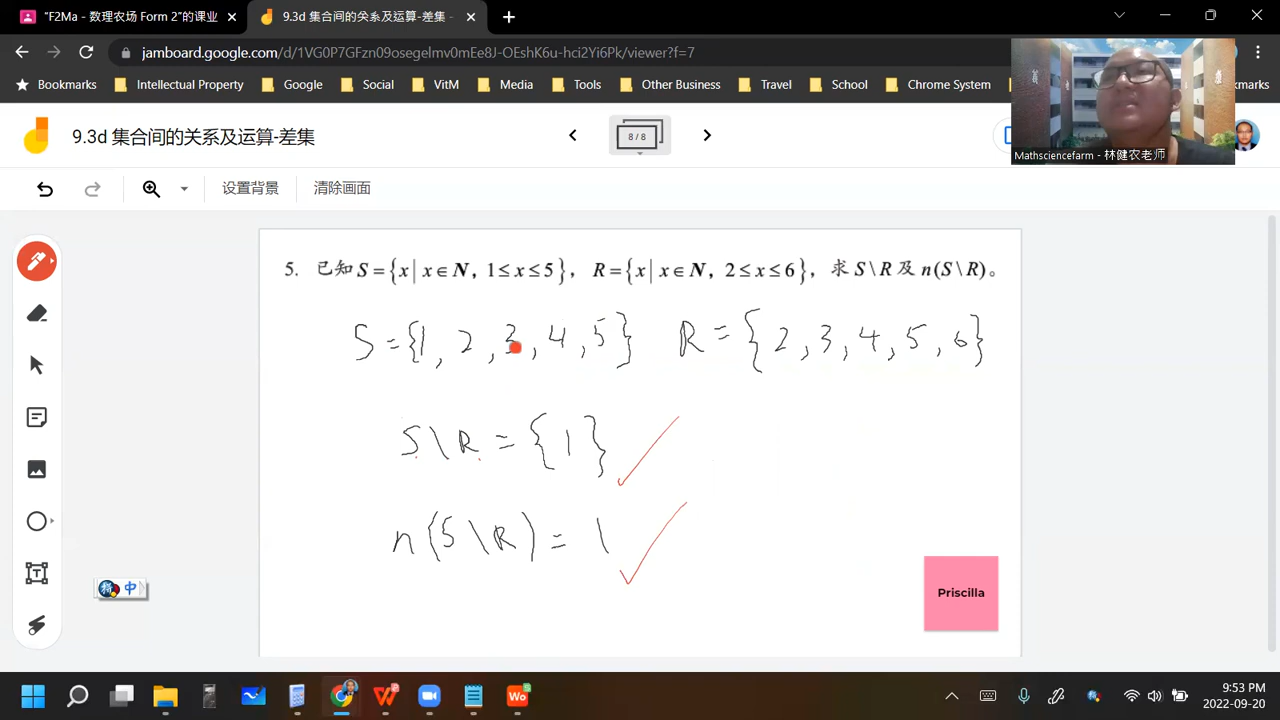 "F2Ma - 数理农场 Form 2"的课业
9.3d 集合间的关系及运算-差集 -
jamboard.google.com/d/1VG0P7GFzn09osegeImv0mEe8J-OEshK6u-hci2Yi6Pk/viewer?f=7
Bookmarks
Intellectual Property
Google
Social
VitM
Media
Tools
Other Business
Travel
School
Chrome System
kmarks
9.3d 集合间的关系及运算-差集
8 / 8
Mathsciencefarm - 林健农老师
设置背景
清除画面
5. 已知 S={x|x∈N, 1≤x≤5}, R={x|x∈N, 2≤x≤6}, 求 S\R 及 n(S\R)。
S={1, 2, 3, 4, 5} R={2, 3, 4, 5, 6}
S\R={1}
n(S\R)=1
Priscilla
中
Wo
9:53 PM
2022-09-20